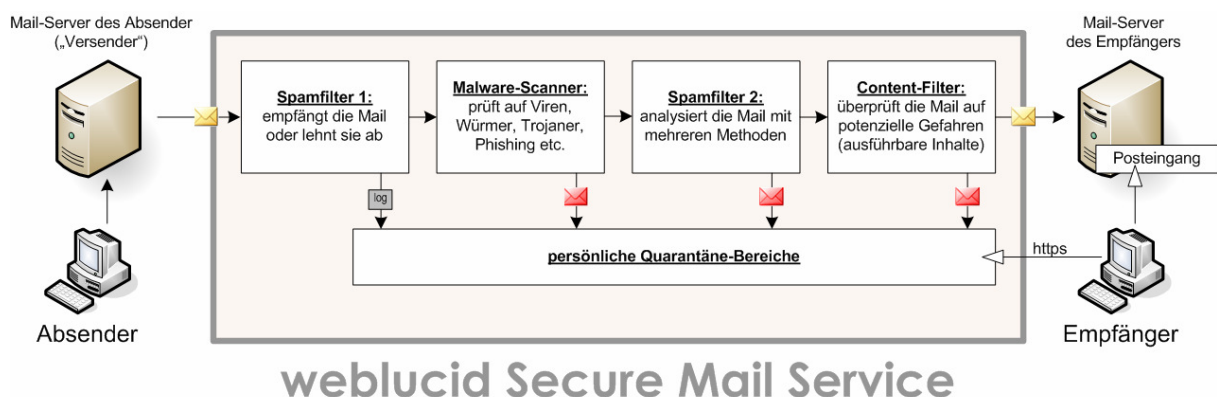 Mail-Server des Absender
(„Versender")
Mail-Server
des Empfängers
Spamfilter 1:
empfängt die Mail
oder lehnt sie ab
Malware-Scanner:
prüft auf Viren,
Würmer, Trojaner,
Phishing etc.
Spamfilter 2:
analysiert die Mail mit
mehreren Methoden
Content-Filter:
überprüft die Mail auf
potenzielle Gefahren
(ausführbare Inhalte)
Posteingang
log
persönliche Quarantäne-Bereiche
https
Absender
Empfänger
weblucid Secure Mail Service